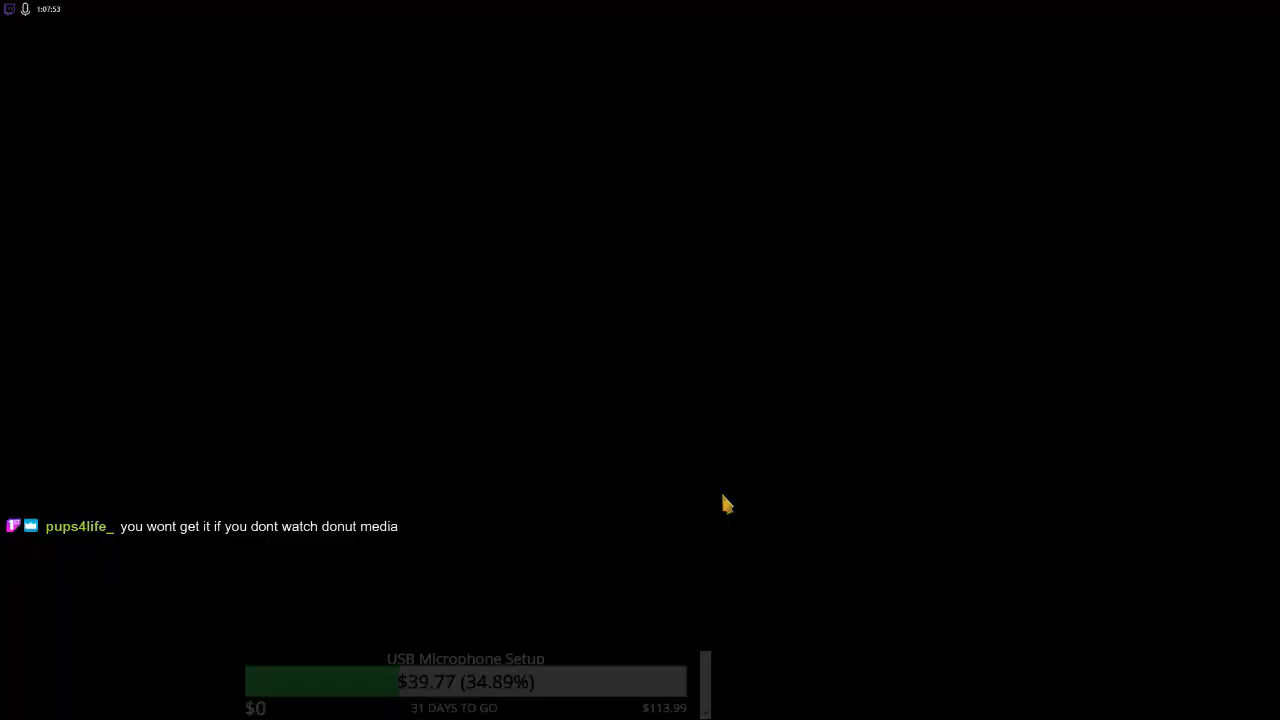 1:07:53
pups4life_ you wont get it if you dont watch donut media
USB Microphone Setup
$39.77 (34.89%)
$0 31 DAYS TO GO $113.99